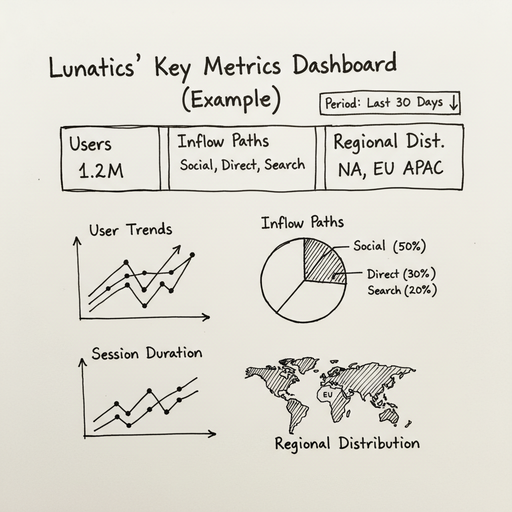 Lunatics' Key Metrics Dashboard
(Example)
Period: Last 30 Days ↓
Users
1.2M
Inflow Paths
Social, Direct, Search
Regional Dist.
NA, EU APAC
User Trends
Inflow Paths
Social (50%)
Direct (30%)
Search (20%)
Session Duration
EU
Regional Distribution